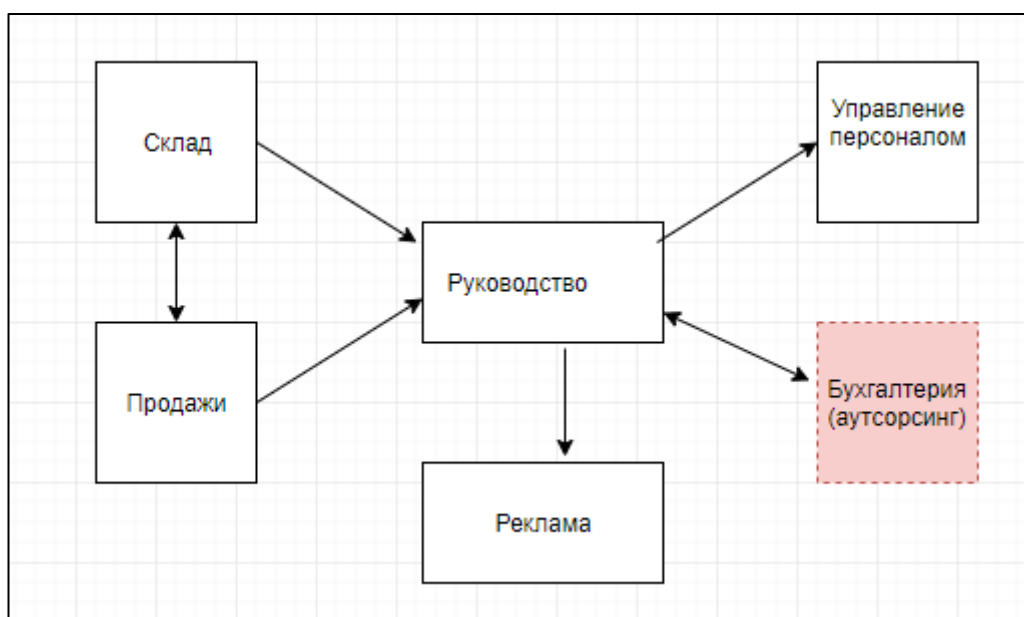 Склад
Управление
персоналом
Руководство
Продажи
Бухгалтерия
(аутсорсинг)
Реклама